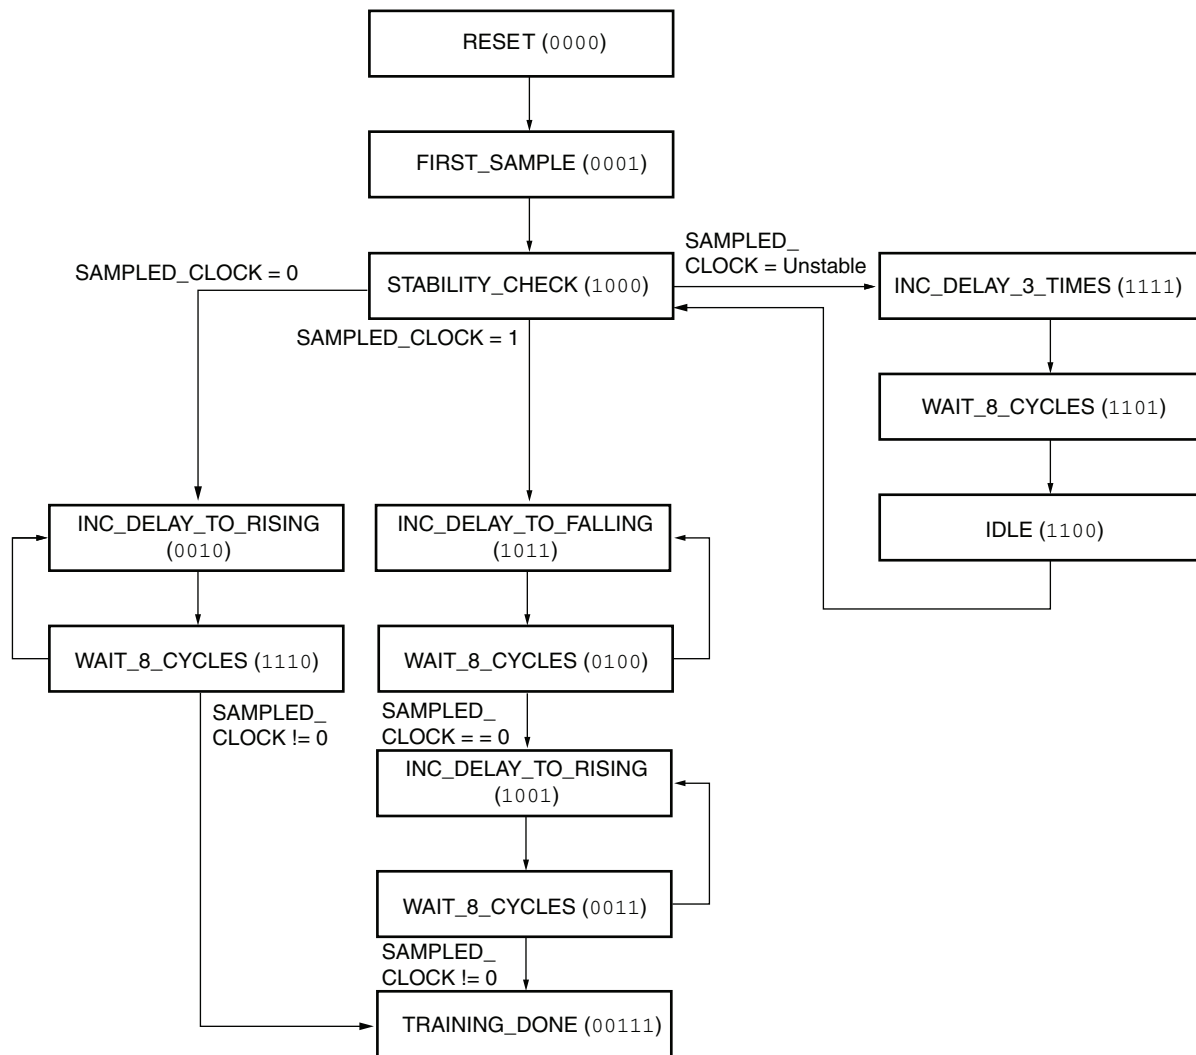 RESET (0000)
FIRST_SAMPLE (0001)
SAMPLED_CLOCK = 0
STABILITY_CHECK (1000)
SAMPLED_
CLOCK = Unstable
INC_DELAY_3_TIMES (1111)
SAMPLED_CLOCK = 1
WAIT_8_CYCLES (1101)
IDLE (1100)
INC_DELAY_TO_RISING
(0010)
INC_DELAY_TO_FALLING
(1011)
WAIT_8_CYCLES (1110)
WAIT_8_CYCLES (0100)
SAMPLED_
CLOCK != 0
SAMPLED_
CLOCK = = 0
INC_DELAY_TO_RISING
(1001)
WAIT_8_CYCLES (0011)
SAMPLED_
CLOCK != 0
TRAINING_DONE (00111)